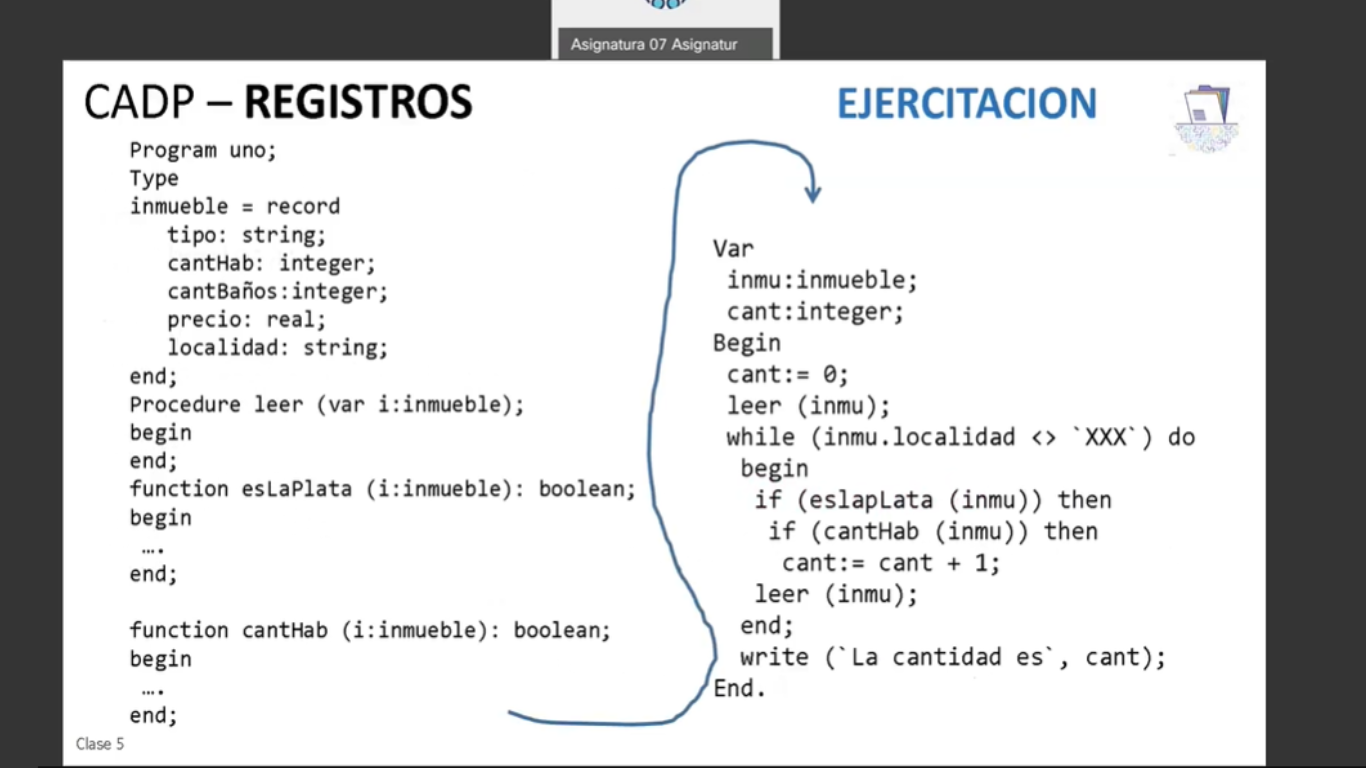 Asignatura 07 Asignatur
CADP – REGISTROS
EJERCITACION
Program uno;
Type
inmueble = record
tipo: string;
cantHab: integer;
cantBaños:integer;
precio: real;
localidad: string;
end;
Procedure leer (var i:inmueble);
begin
end;
function esLaPlata (i:inmueble): boolean;
begin
….
end;
function cantHab (i:inmueble): boolean;
begin
….
end;
Var
inmu:inmueble;
cant:integer;
Begin
cant:= 0;
leer (inmu);
while (inmu.localidad <> `XXX`) do
begin
if (eslapLata (inmu)) then
if (cantHab (inmu)) then
cant:= cant + 1;
leer (inmu);
end;
write (`La cantidad es`, cant);
End.
Clase 5